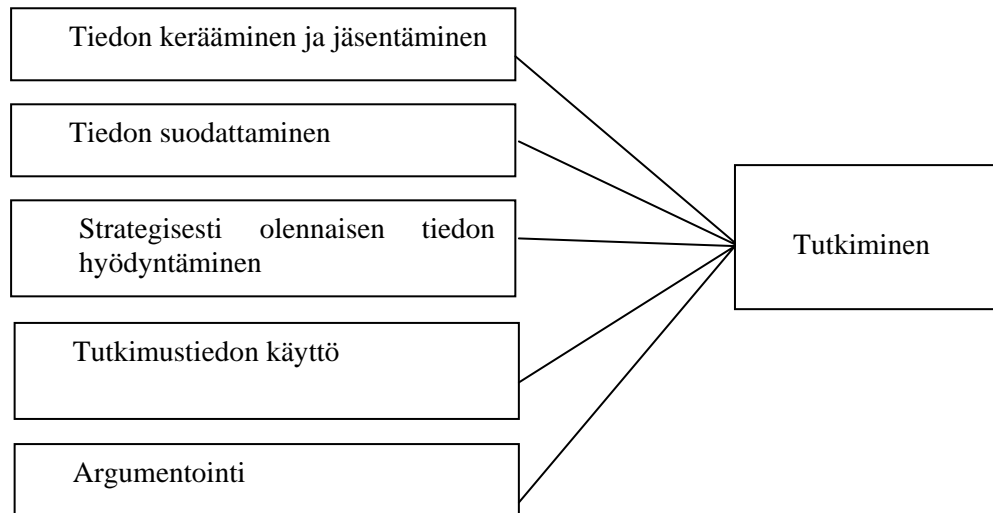 Tiedon kerääminen ja jäsentäminen
Tiedon suodattaminen
Strategisesti olennaisen tiedon
hyödyntäminen
Tutkiminen
Tutkimustiedon käyttö
Argumentointi